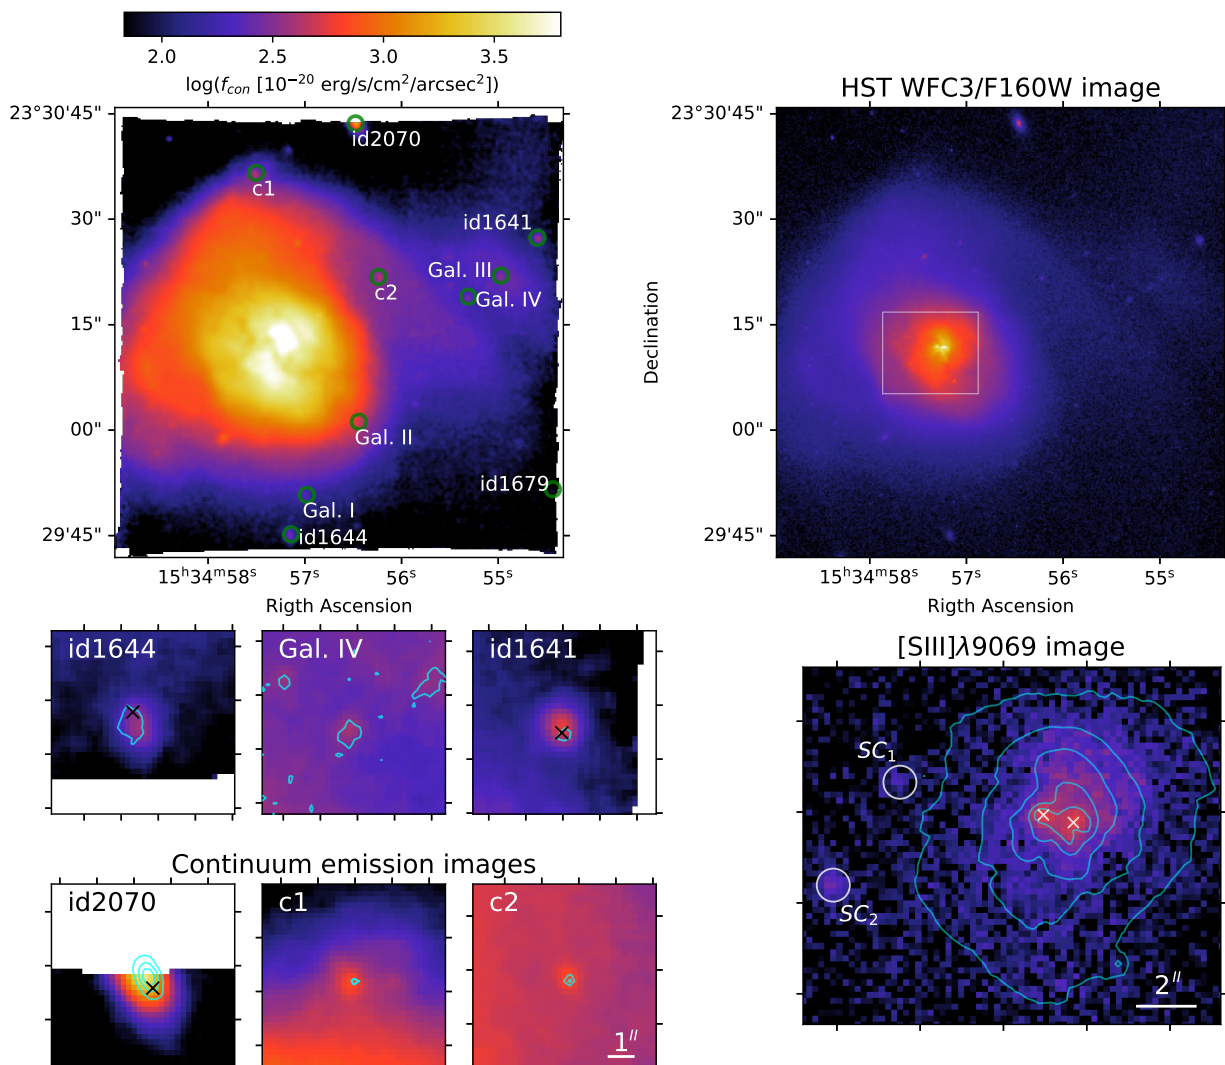 2.0 2.5 3.0 3.5
log(f_con [10⁻²⁰ erg/s/cm²/arcsec²])
HST WFC3/F160W image
23°30'45"
30"
15"
00"
29'45"
id2070
c1
id1641
Gal. III
c2
Gal. IV
Gal. II
id1679
Gal. I
id1644
15ʰ34ᵐ58ˢ 57ˢ 56ˢ 55ˢ
Rigth Ascension
Declination
23°30'45"
30"
15"
00"
29'45"
15ʰ34ᵐ58ˢ 57ˢ 56ˢ 55ˢ
Rigth Ascension
id1644
Gal. IV
id1641
Continuum emission images
id2070
c1
c2
1"
[SIII]λ9069 image
SC₁
SC₂
2"